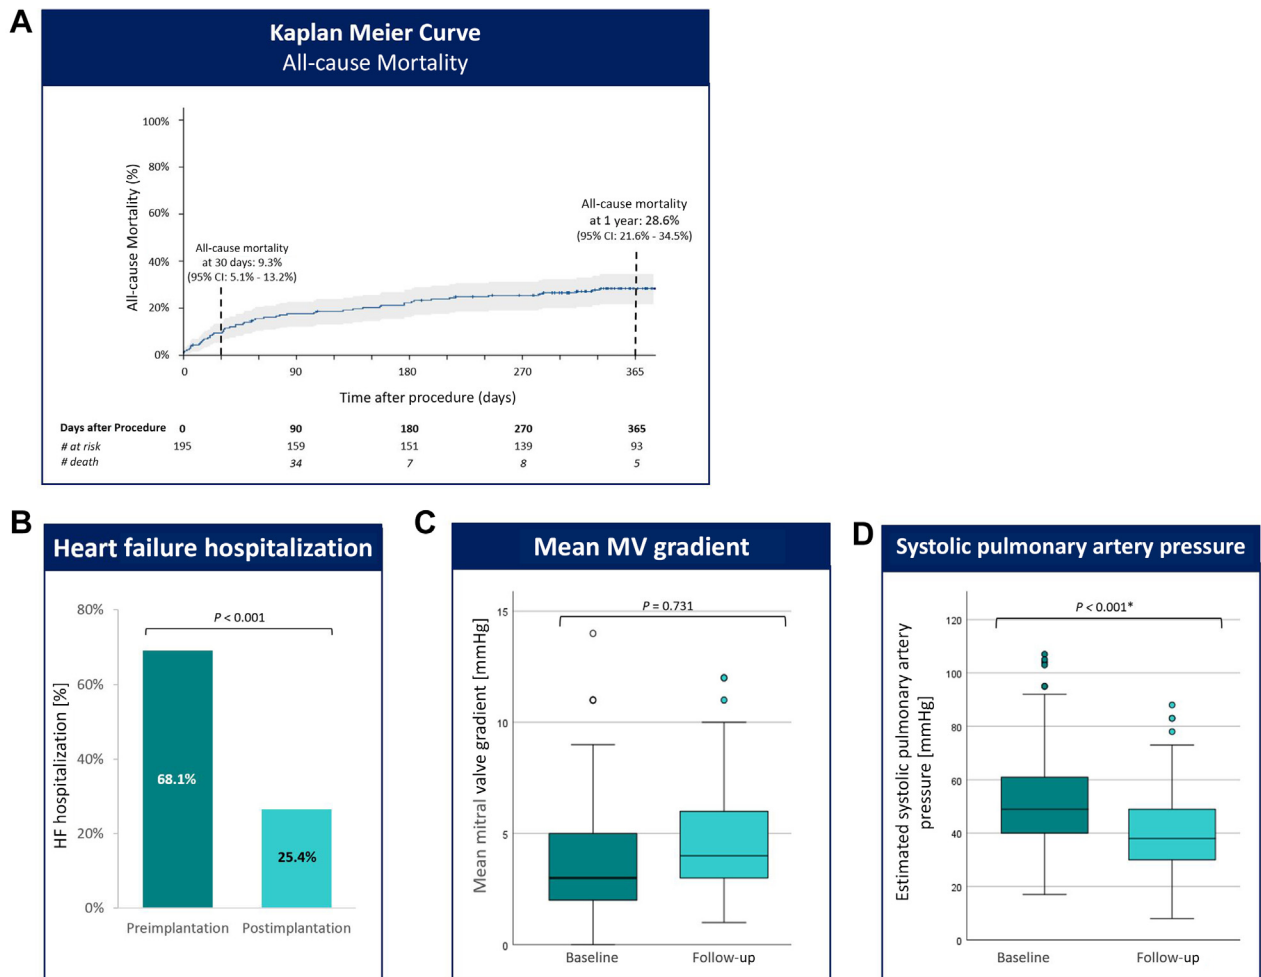 A
Kaplan Meier Curve
All-cause Mortality
All-cause Mortality (%)
100%
80%
60%
40%
20%
0%
All-cause mortality
at 30 days: 9.3%
(95% CI: 5.1% - 13.2%)
All-cause mortality
at 1 year: 28.6%
(95% CI: 21.6% - 34.5%)
0 90 180 270 365
Time after procedure (days)
Days after Procedure 0 90 180 270 365
# at risk 195 159 151 139 93
# death 34 7 8 5
B
Heart failure hospitalization
HF hospitalization [%]
80%
60%
40%
20%
0%
P < 0.001
68.1%
25.4%
Preimplantation Postimplantation
C
Mean MV gradient
Mean mitral valve gradient [mmHg]
15
10
5
0
P = 0.731
Baseline Follow-up
D
Systolic pulmonary artery pressure
Estimated systolic pulmonary artery
pressure [mmHg]
120
100
80
60
40
20
0
P < 0.001*
Baseline Follow-up